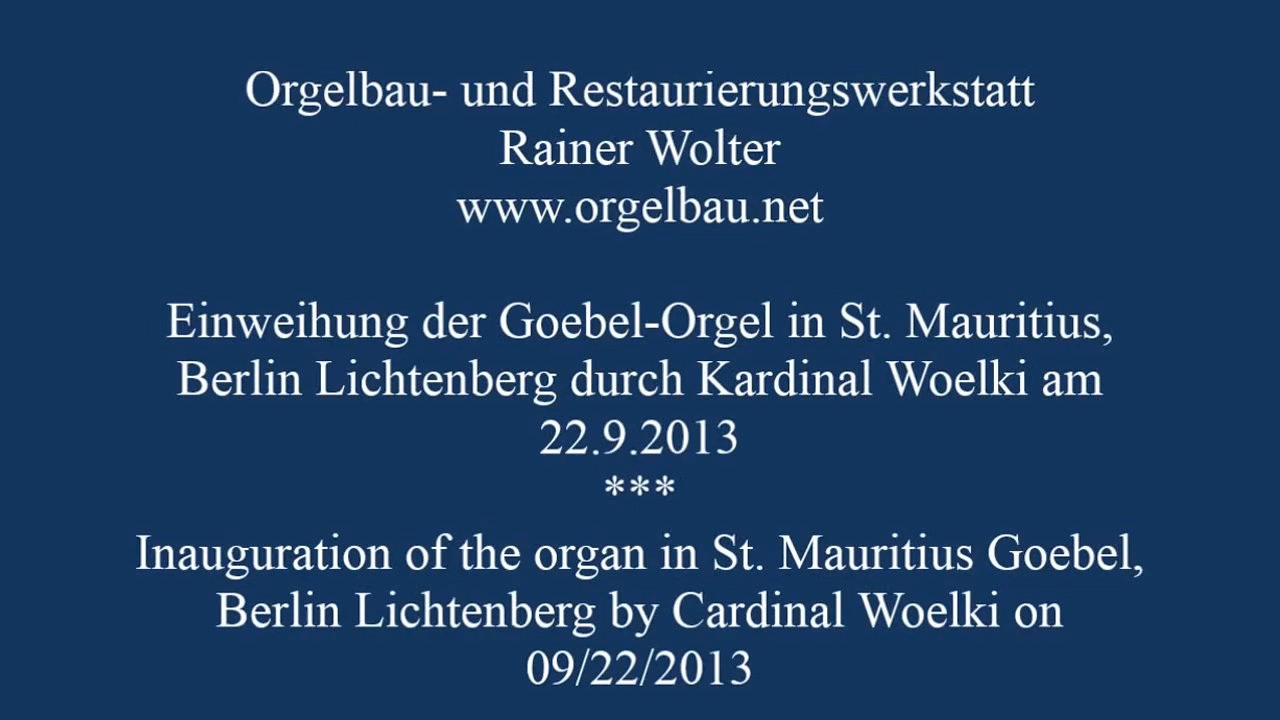 Orgelbau- und Restaurierungswerkstatt
Rainer Wolter
www.orgelbau.net
Einweihung der Goebel-Orgel in St. Mauritius,
Berlin Lichtenberg durch Kardinal Woelki am
22.9.2013
***
Inauguration of the organ in St. Mauritius Goebel,
Berlin Lichtenberg by Cardinal Woelki on
09/22/2013